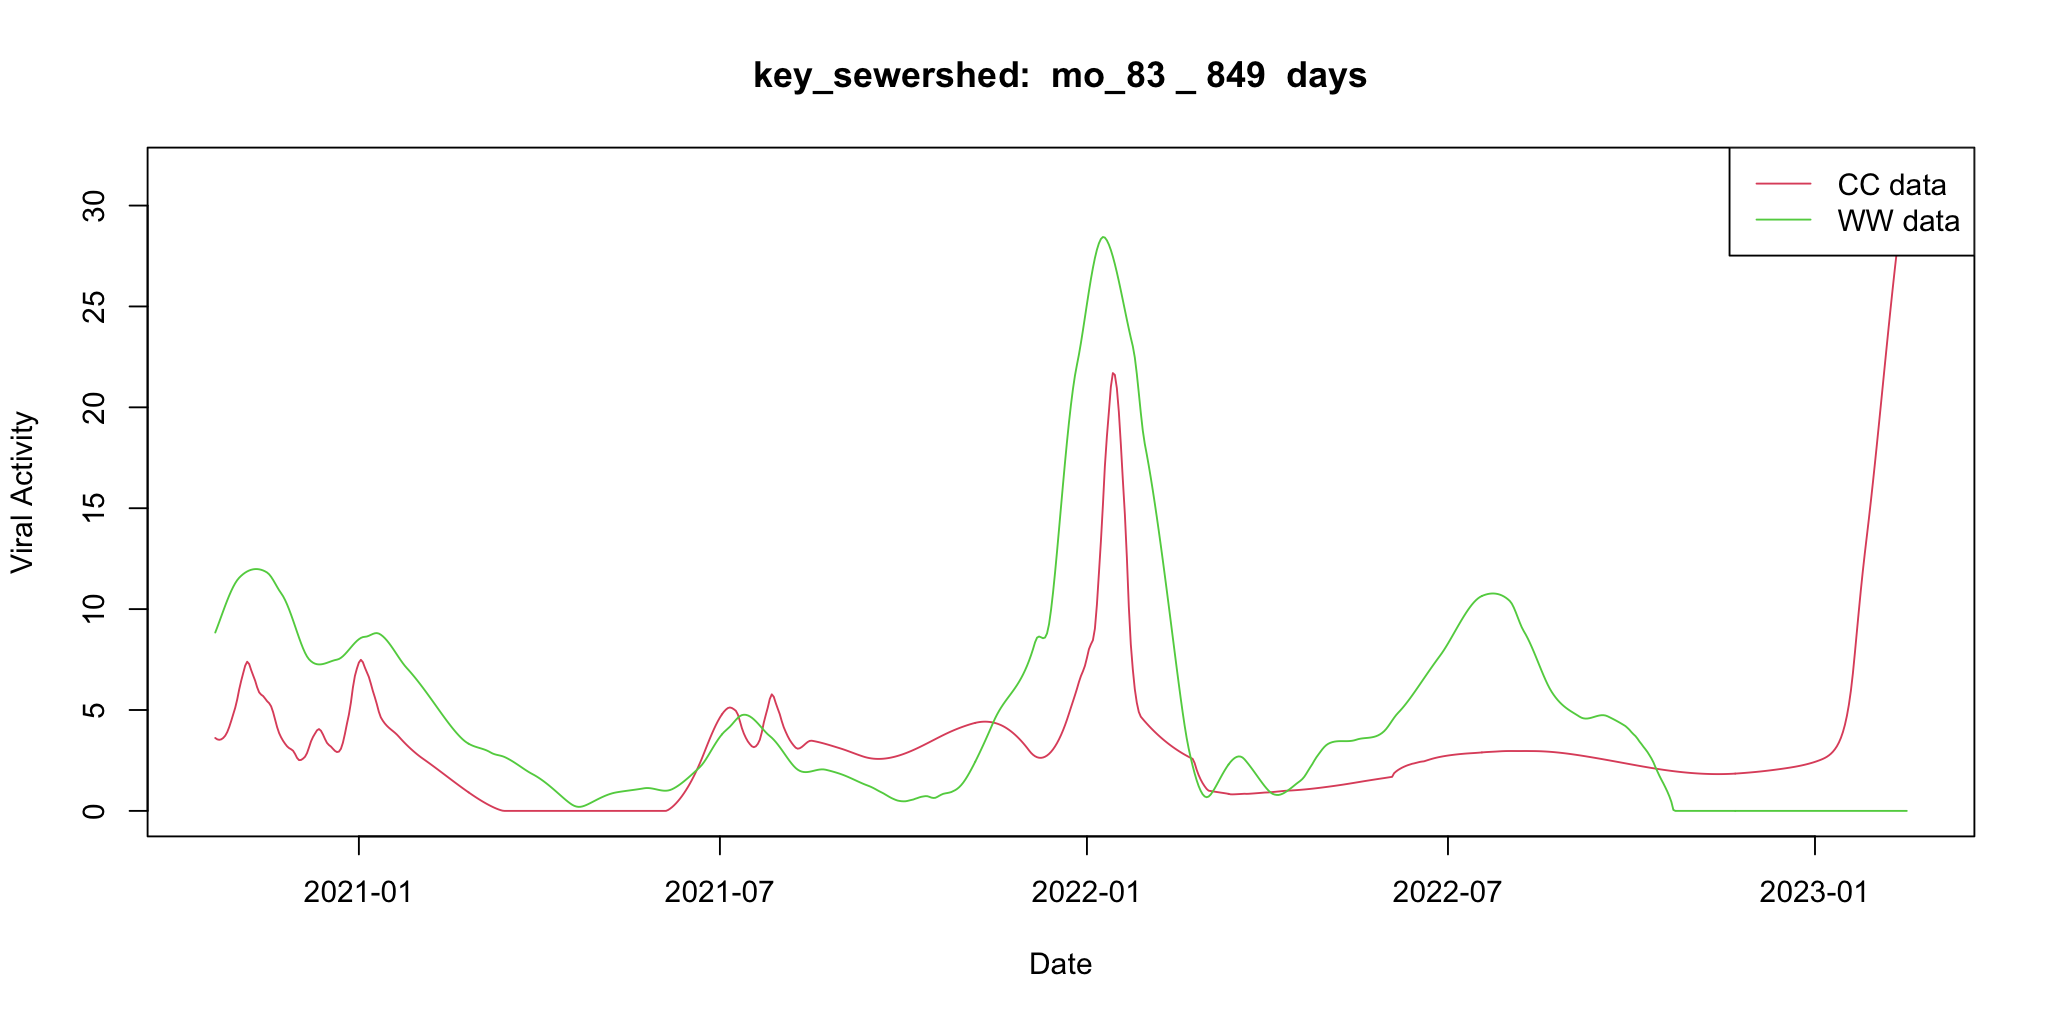 key_sewershed:  mo_83 _ 849  days
CC data
WW data
Viral Activity
30
25
20
15
10
5
0
2021-01
2021-07
2022-01
2022-07
2023-01
Date